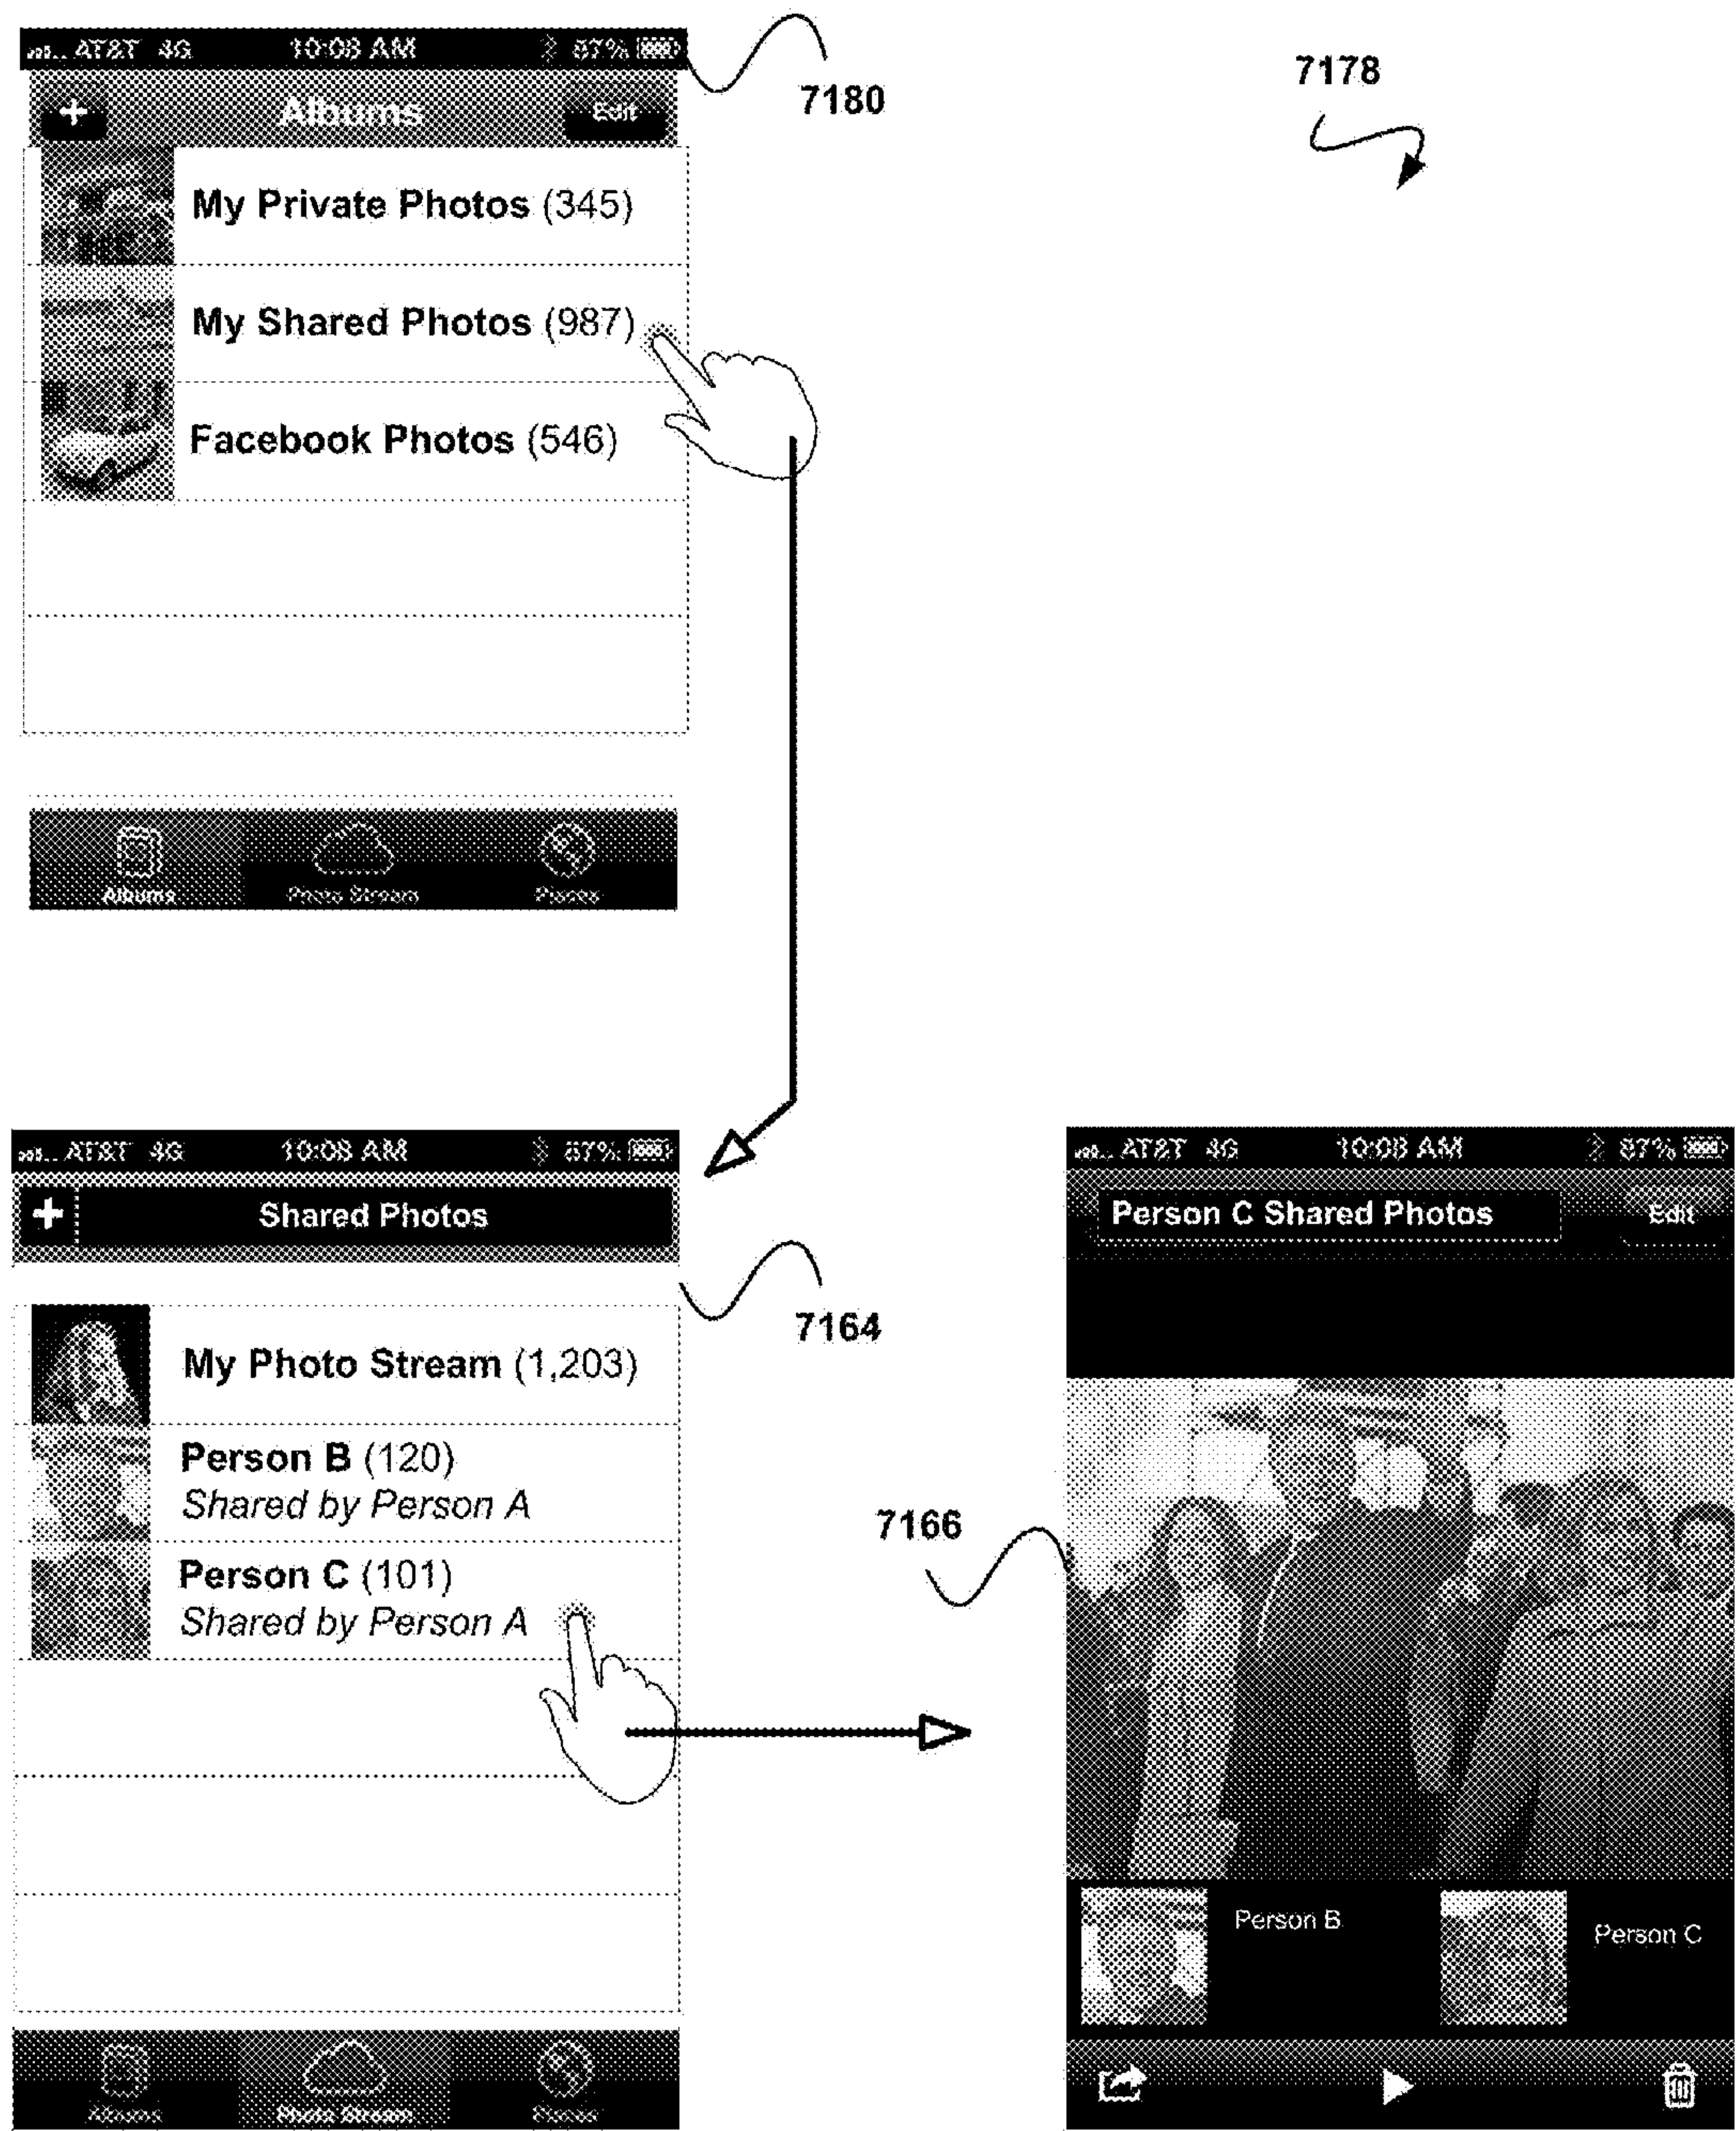 AT&T 4G 10:08 AM 87%
7180
7178
+ Albums Edit
My Private Photos (345)
My Shared Photos (987)
Facebook Photos (546)
Albums Photo Stream Places
AT&T 4G 10:08 AM 87%
+ Shared Photos
7164
My Photo Stream (1,203)
Person B (120)
Shared by Person A
Person C (101)
Shared by Person A
Albums Photo Stream Places
AT&T 4G 10:08 AM 87%
Person C Shared Photos Edit
7166
Person B
Person C